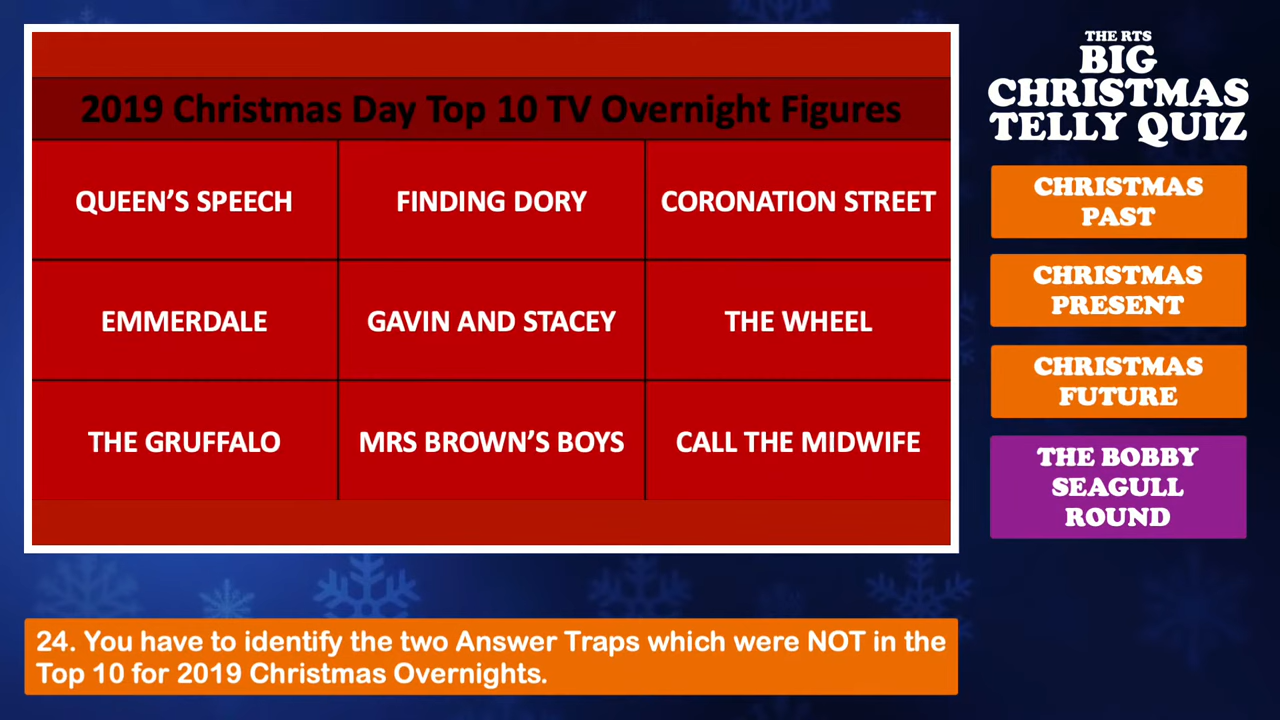 2019 Christmas Day Top 10 TV Overnight Figures
QUEEN'S SPEECH
FINDING DORY
CORONATION STREET
EMMERDALE
GAVIN AND STACEY
THE WHEEL
THE GRUFFALO
MRS BROWN'S BOYS
CALL THE MIDWIFE
THE RTS
BIG
CHRISTMAS
TELLY QUIZ
CHRISTMAS
PAST
CHRISTMAS
PRESENT
CHRISTMAS
FUTURE
THE BOBBY
SEAGULL
ROUND
24. You have to identify the two Answer Traps which were NOT in the
Top 10 for 2019 Christmas Overnights.